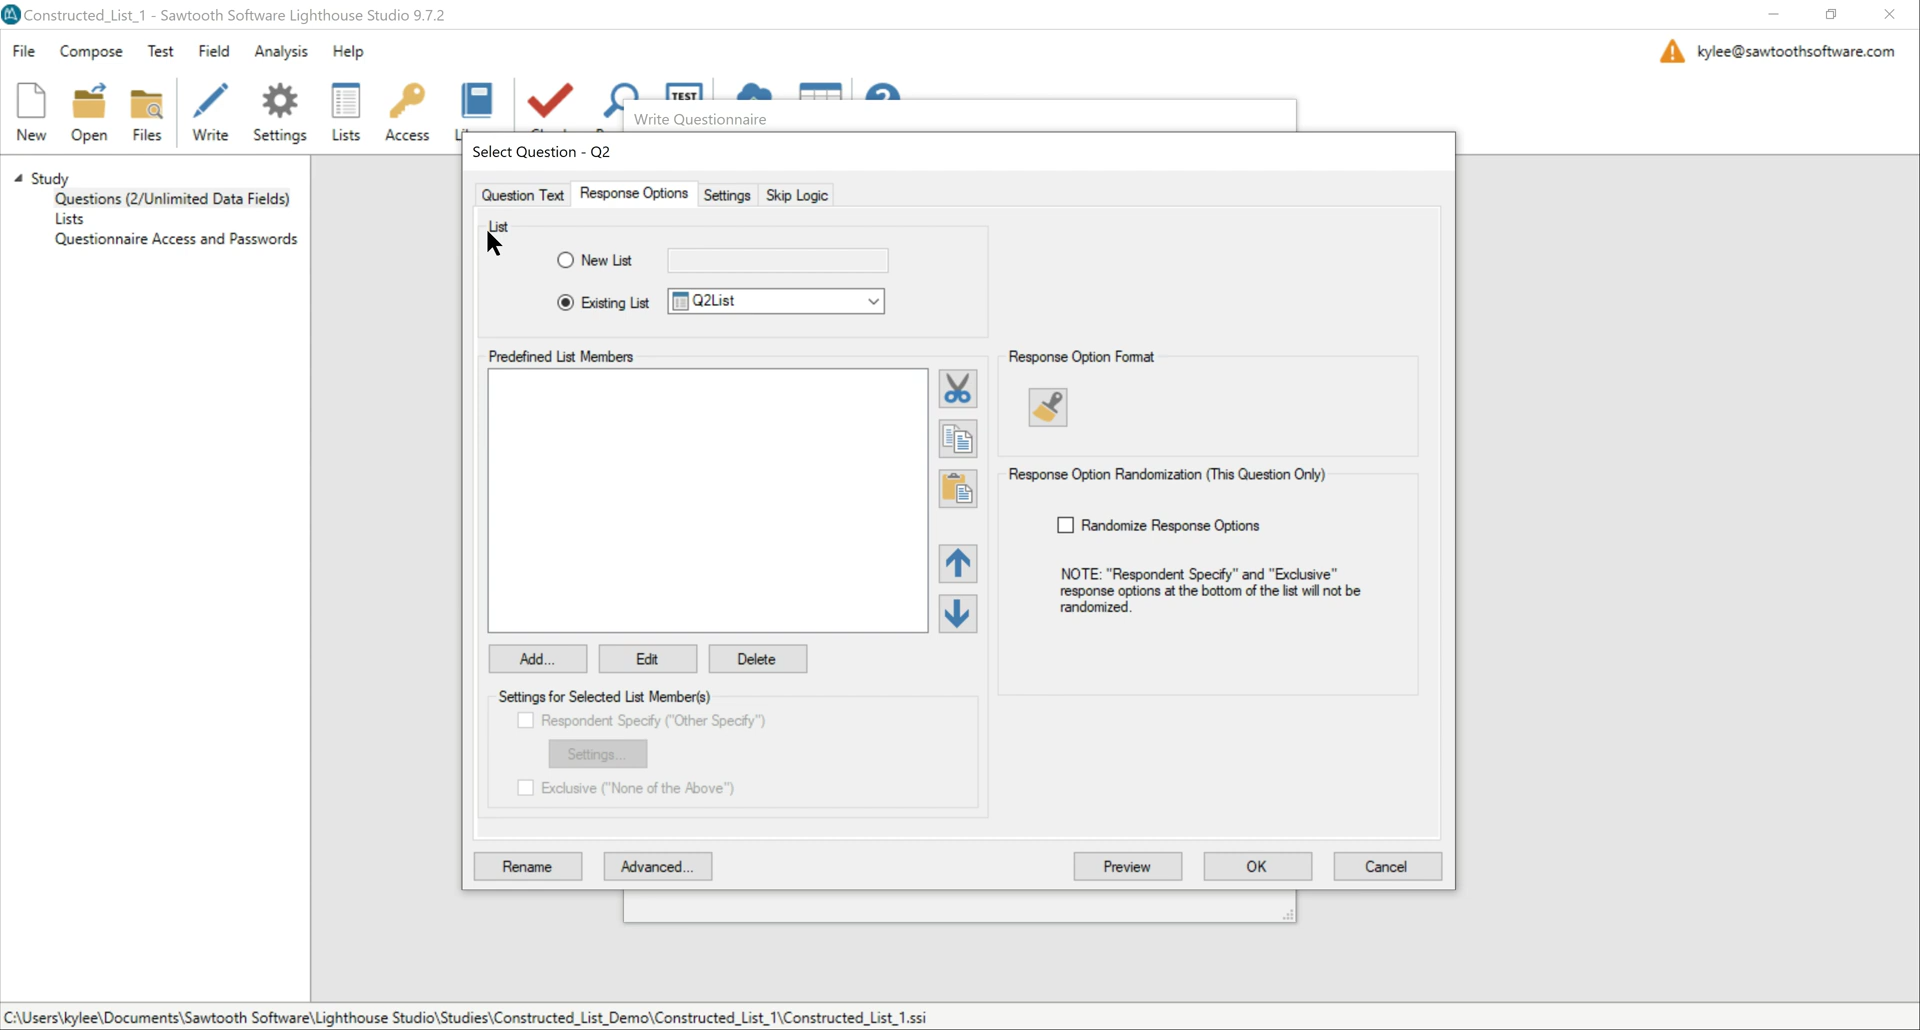 Constructed_List_1 - Sawtooth Software Lighthouse Studio 9.7.2
File Compose Test Field Analysis Help
kylee@sawtoothsoftware.com
TEST
New Open Files Write Settings Lists Access
Write Questionnaire
Select Question - Q2
Study
Questions (2/Unlimited Data Fields)
Lists
Questionnaire Access and Passwords
Question Text Response Options Settings Skip Logic
List
New List
Existing List Q2List
Predefined List Members
Response Option Format
Response Option Randomization (This Question Only)
Randomize Response Options
NOTE: "Respondent Specify" and "Exclusive"
response options at the bottom of the list will not be
randomized.
Add... Edit Delete
Settings for Selected List Member(s)
Respondent Specify ("Other Specify")
Settings...
Exclusive ("None of the Above")
Rename Advanced... Preview OK Cancel
C:\Users\kylee\Documents\Sawtooth Software\Lighthouse Studio\Studies\Constructed_List_Demo\Constructed_List_1\Constructed_List_1.ssi